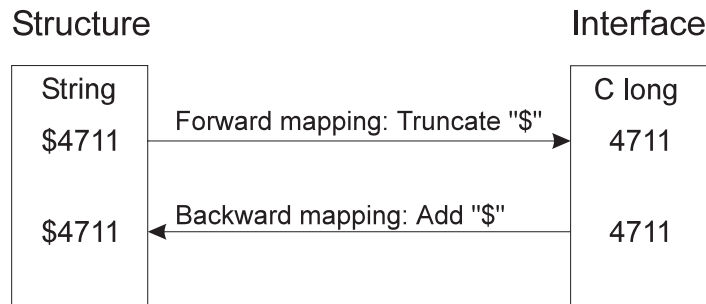 Structure Interface
String C long
$4711 Forward mapping: Truncate "$" 4711
$4711 Backward mapping: Add "$" 4711